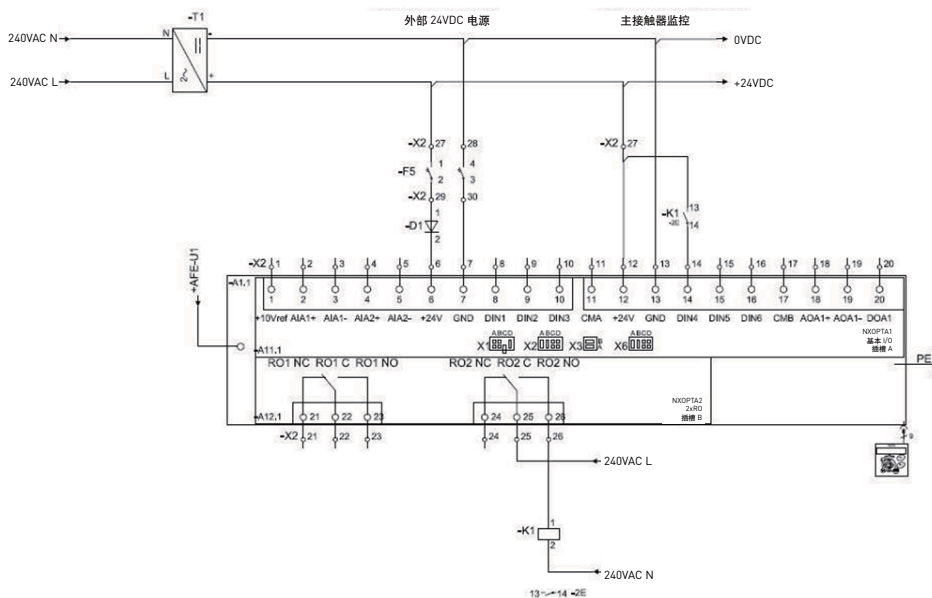 -T1
外部 24VDC 电源
主接触器监控
240VAC N
N
-
0VDC
240VAC L
L
2~
+
+24VDC
-X2 27
28
-X2 27
-F5
1
4
2
3
-X2 29
30
-D1
1
2
-K1
-2E
13
14
+AFE-U1
-X2 1 2 3 4 5 6 7 8 9 10 11 12 13 14 15 16 17 18 19 20
-A1.1
1 2 3 4 5 6 7 8 9 10 11 12 13 14 15 16 17 18 19 20
+10Vref AIA1+ AIA1- AIA2+ AIA2- +24V GND DIN1 DIN2 DIN3 CMA +24V GND DIN4 DIN5 DIN6 CMB AOA1+ AOA1- DOA1
NXOPTA1
基本 I/O
插槽 A
ABCD
ABCD
ABCD
X1
X2
X3
AB
X6
-A11.1
PE
RO1 NC RO1 C RO1 NO
RO2 NC RO2 C RO2 NO
NXOPTA2
2xRO
插槽 B
-A12.1
21 22 23
24 25 26
-X2 21 22 23
24 25 26
9
240VAC L
-K1
1
2
240VAC N
13 14 -2E